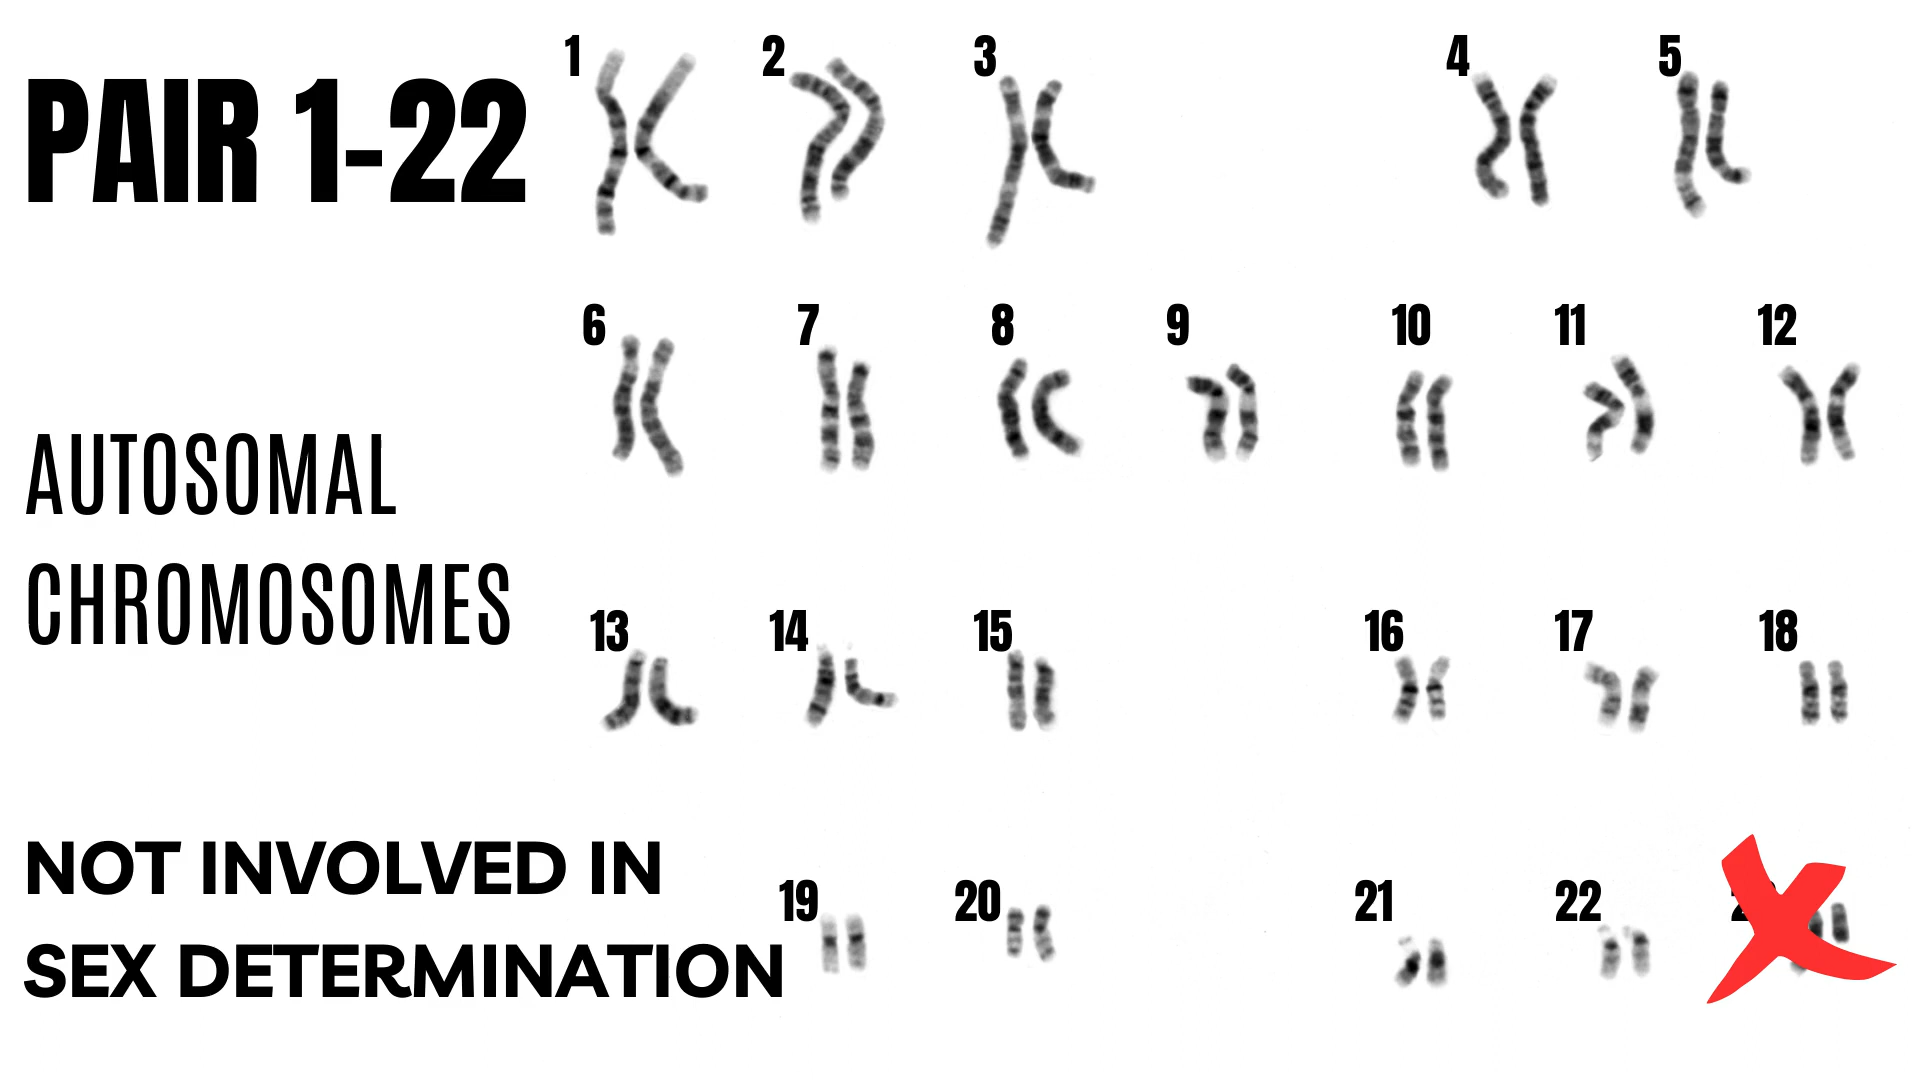 PAIR 1-22
1 2 3 4 5
6 7 8 9 10 11 12
AUTOSOMAL
CHROMOSOMES
13 14 15 16 17 18
NOT INVOLVED IN
SEX DETERMINATION
19 20 21 22